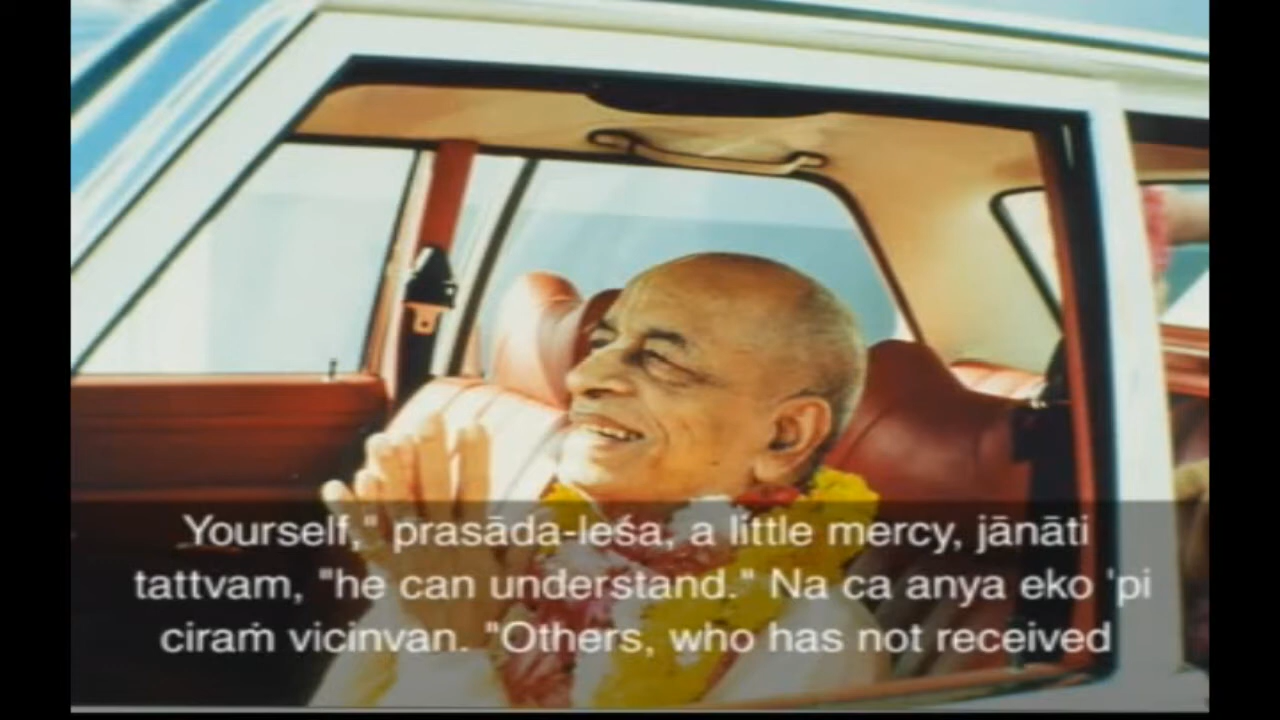 Yourself," prasāda-leśa, a little mercy, jānāti
tattvam, "he can understand." Na ca anya eko 'pi
ciraṁ vicinvan. "Others, who has not received